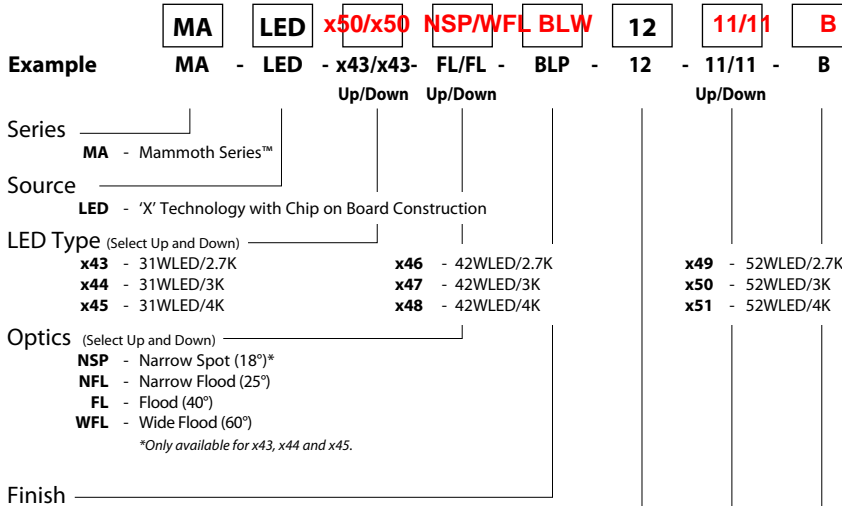 MA LED x50/x50 NSP/WFL BLW 12 11/11 B
Example MA - LED - x43/x43- FL/FL - BLP - 12 - 11/11 - B
Up/Down Up/Down Up/Down
Series
MA - Mammoth Series™
Source
LED - ‘X’ Technology with Chip on Board Construction
LED Type (Select Up and Down)
x43 - 31WLED/2.7K x46 - 42WLED/2.7K x49 - 52WLED/2.7K
x44 - 31WLED/3K x47 - 42WLED/3K x50 - 52WLED/3K
x45 - 31WLED/4K x48 - 42WLED/4K x51 - 52WLED/4K
Optics (Select Up and Down)
NSP - Narrow Spot (18°)*
NFL - Narrow Flood (25°)
FL - Flood (40°)
WFL - Wide Flood (60°)
*Only available for x43, x44 and x45.
Finish